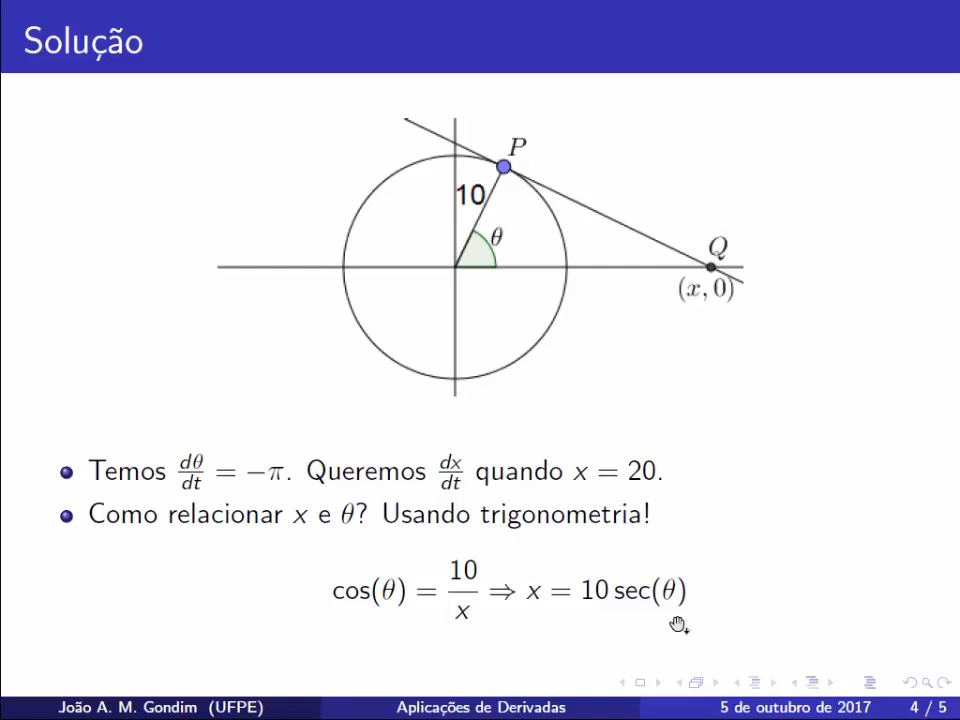 Solução
P
10
θ
Q
(x, 0)
Temos dθ/dt = −π. Queremos dx/dt quando x = 20.
Como relacionar x e θ? Usando trigonometria!
cos(θ) = 10/x ⇒ x = 10 sec(θ)
João A. M. Gondim (UFPE) Aplicações de Derivadas 5 de outubro de 2017 4 / 5